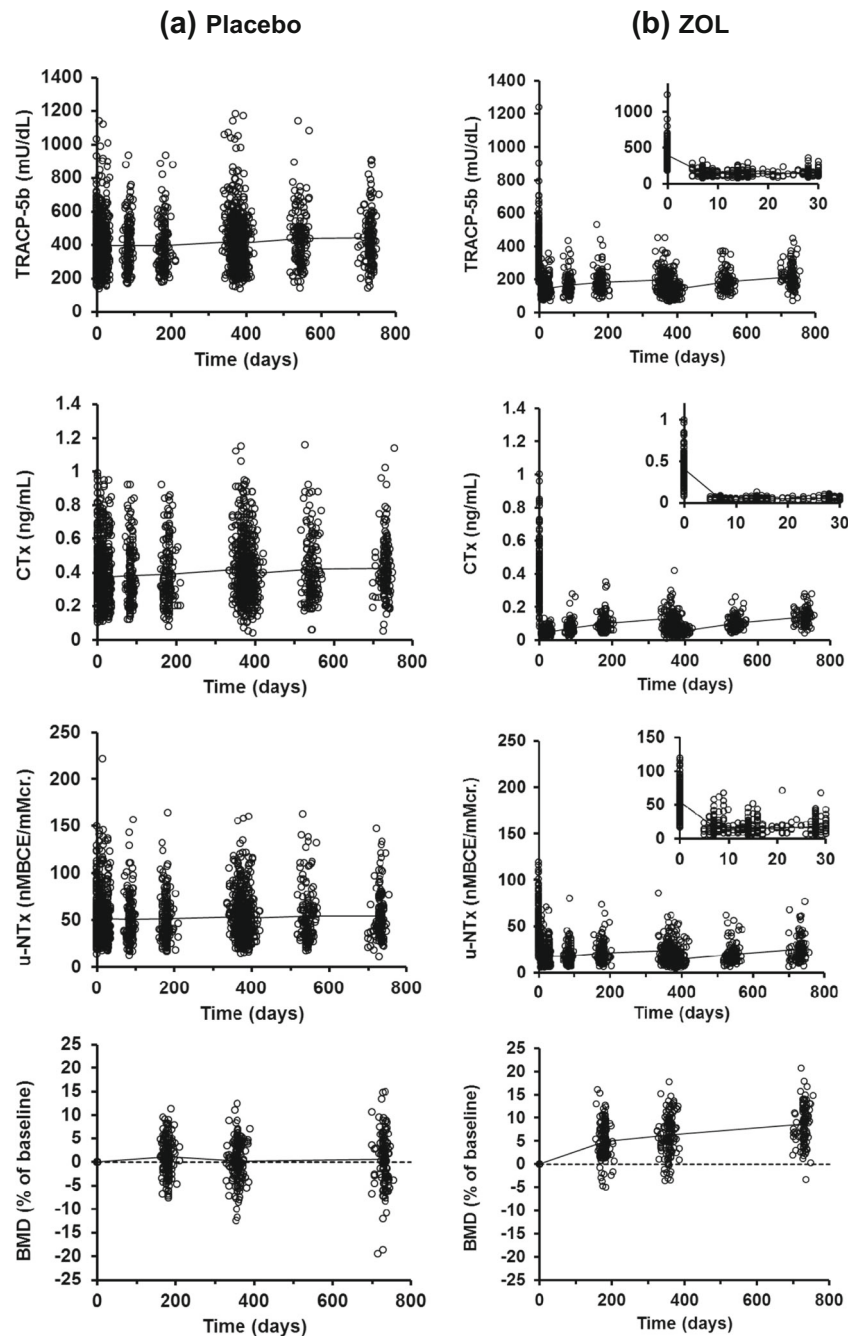 (a) Placebo
(b) ZOL
TRACP-5b (mU/dL)
1400
1200
1000
800
600
400
200
0
0 200 400 600 800
Time (days)
TRACP-5b (mU/dL)
1400
1200
1000
800
600
400
200
0
0 200 400 600 800
Time (days)
1000
500
0
0 10 20 30
CTx (ng/mL)
1.4
1.2
1
0.8
0.6
0.4
0.2
0
0 200 400 600 800
Time (days)
CTx (ng/mL)
1.4
1.2
1
0.8
0.6
0.4
0.2
0
0 200 400 600 800
Time (days)
1
0.5
0
0 10 20 30
u-NTx (nMBCE/mMcr.)
250
200
150
100
50
0
0 200 400 600 800
Time (days)
u-NTx (nMBCE/mMcr.)
250
200
150
100
50
0
0 200 400 600 800
Time (days)
150
100
50
0
0 10 20 30
BMD (% of baseline)
25
20
15
10
5
0
-5
-10
-15
-20
-25
0 200 400 600 800
Time (days)
BMD (% of baseline)
25
20
15
10
5
0
-5
-10
-15
-20
-25
0 200 400 600 800
Time (days)